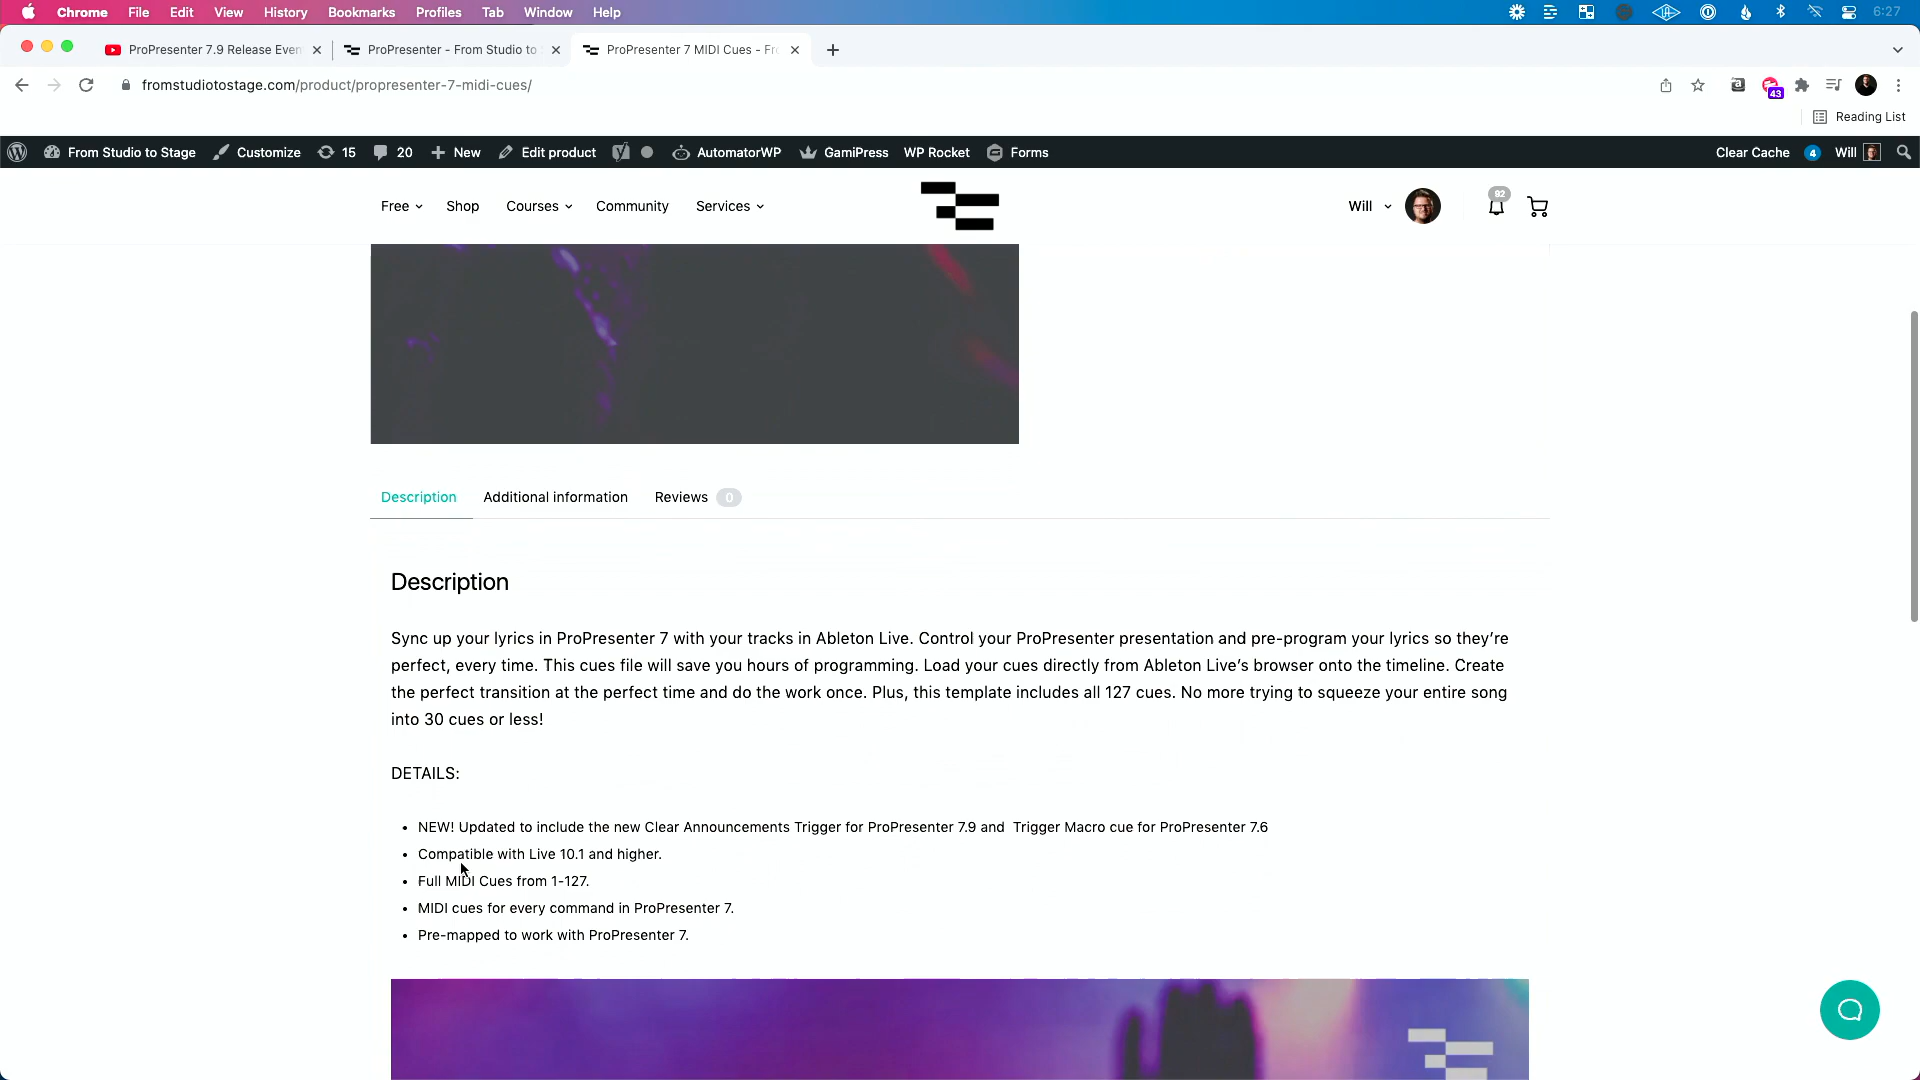 Chrome File Edit View History Bookmarks Profiles Tab Window Help 6:27
ProPresenter 7.9 Release Even ProPresenter - From Studio to ProPresenter 7 MIDI Cues - Fr
fromstudiotostage.com/product/propresenter-7-midi-cues/ 43
Reading List
From Studio to Stage Customize 15 20 New Edit product AutomatorWP GamiPress WP Rocket Forms Clear Cache 4 Will
Free Shop Courses Community Services Will 92
Description Additional information Reviews 0
Description
Sync up your lyrics in ProPresenter 7 with your tracks in Ableton Live. Control your ProPresenter presentation and pre-program your lyrics so they’re
perfect, every time. This cues file will save you hours of programming. Load your cues directly from Ableton Live’s browser onto the timeline. Create
the perfect transition at the perfect time and do the work once. Plus, this template includes all 127 cues. No more trying to squeeze your entire song
into 30 cues or less!
DETAILS:
• NEW! Updated to include the new Clear Announcements Trigger for ProPresenter 7.9 and Trigger Macro cue for ProPresenter 7.6
• Compatible with Live 10.1 and higher.
• Full MIDI Cues from 1-127.
• MIDI cues for every command in ProPresenter 7.
• Pre-mapped to work with ProPresenter 7.